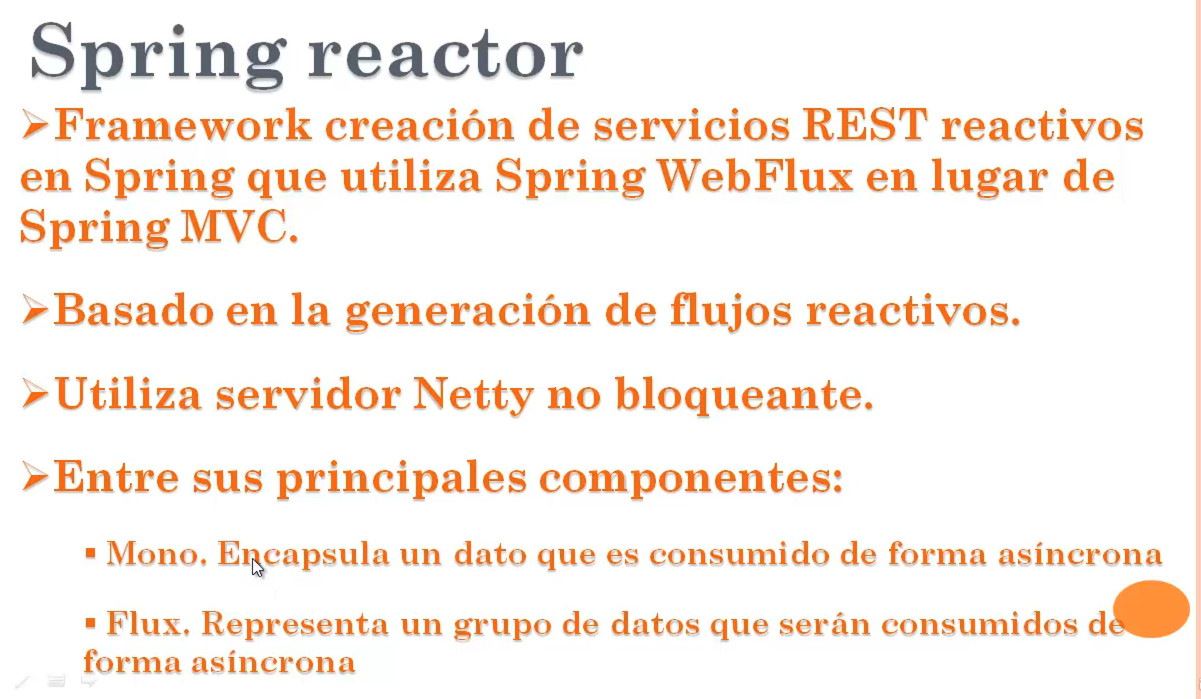 Spring reactor
➢Framework creación de servicios REST reactivos
en Spring que utiliza Spring WebFlux en lugar de
Spring MVC.
➢Basado en la generación de flujos reactivos.
➢Utiliza servidor Netty no bloqueante.
➢Entre sus principales componentes:
▪ Mono. Encapsula un dato que es consumido de forma asíncrona
▪ Flux. Representa un grupo de datos que serán consumidos de
forma asíncrona